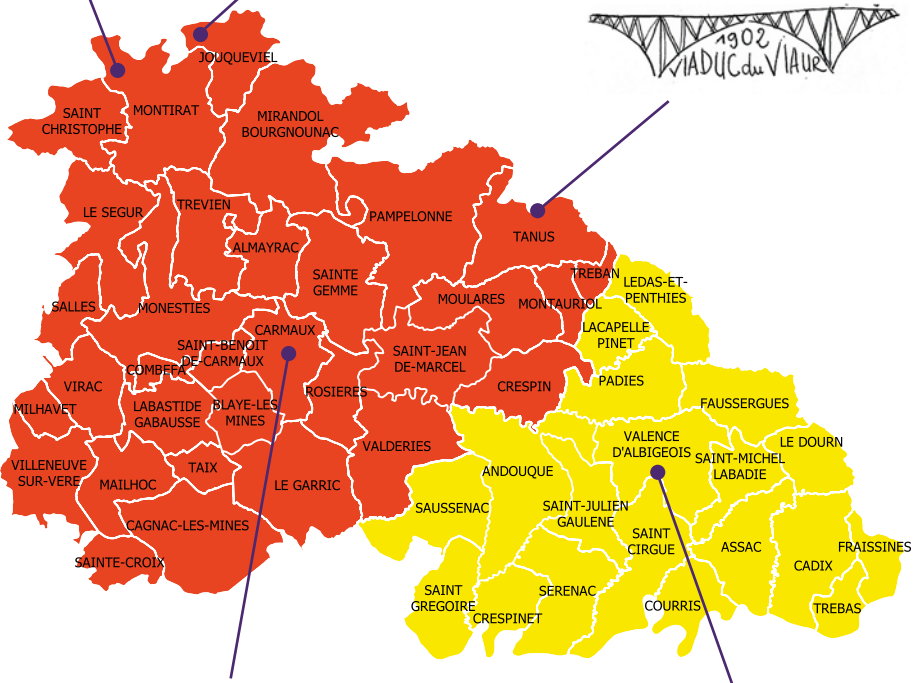 1902
VIADUC du VIAUR
JOUQUEVIEL
SAINT
CHRISTOPHE
MONTIRAT
MIRANDOL
BOURGNOUNAC
LE SEGUR
TREVIEN
PAMPELONNE
TANUS
ALMAYRAC
SAINTE
GEMME
TREBAN
LEDAS-ET-
PENTHIES
SALLES
MONESTIES
MOULARES
MONTAURIOL
CARMAUX
LACAPELLE
PINET
SAINT-BENOIT
DE-CARMAUX
SAINT-JEAN
DE-MARCEL
COMBEFA
VIRAC
ROSIERES
CRESPIN
PADIES
MILHAVET
LABASTIDE
GABAUSSE
BLAYE-LES
MINES
FAUSSERGUES
VALDERIES
VALENCE
D'ALBIGEOIS
LE DOURN
SAINT-MICHEL
LABADIE
VILLENEUVE
SUR-VERE
TAIX
MAILHOC
LE GARRIC
ANDOUQUE
SAUSSENAC
SAINT-JULIEN
GAULENE
CAGNAC-LES-MINES
SAINT
CIRGUE
ASSAC
FRAISSINES
SAINTE-CROIX
CADIX
SAINT
GREGOIRE
SERENAC
CRESPINET
COURRIS
TREBAS